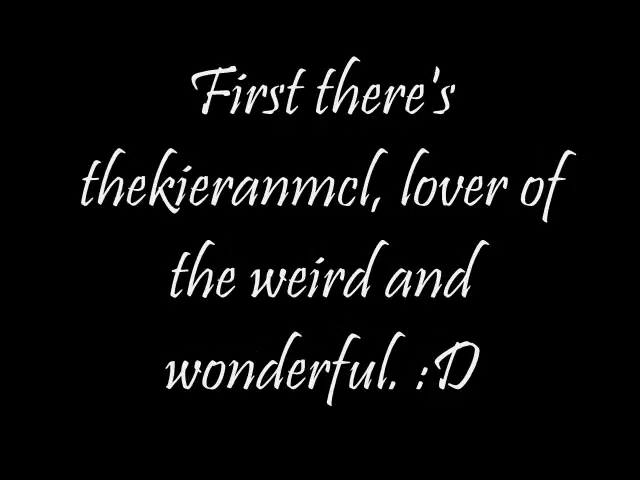 First there's
thekieranmcl, lover of
the weird and
wonderful. :D